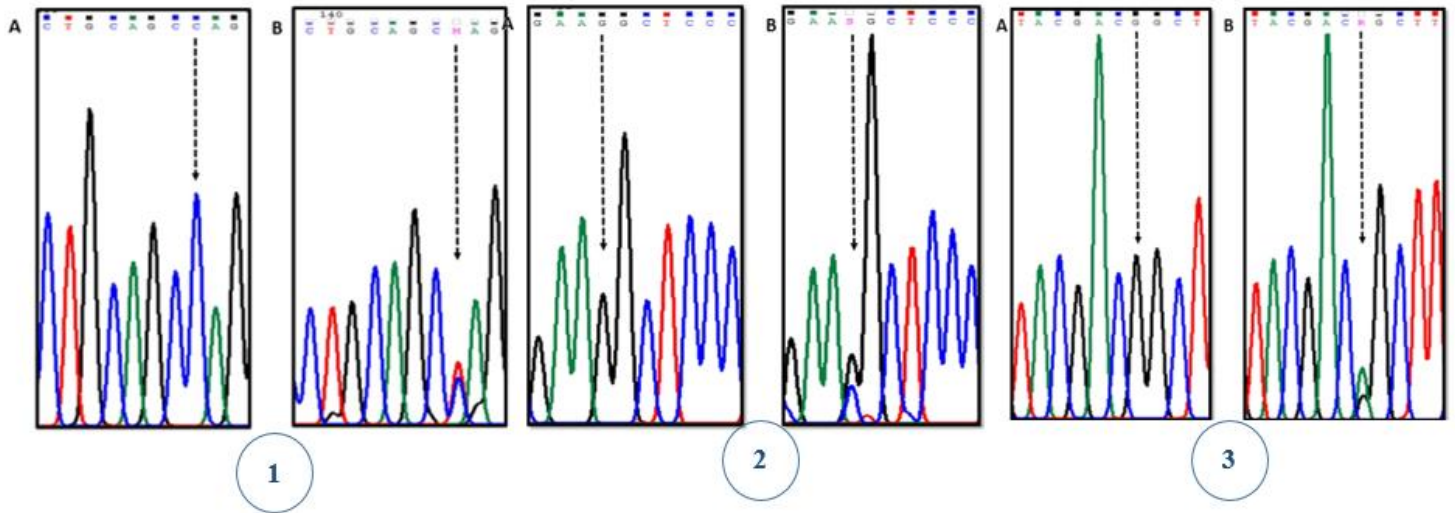 A
C T G C A G C C A G
B
140
C T G C A G C A G
A
G A A G G C T C C C
B
G A A G C T C C C
A
T A C G A C G G C T
B
T A C G A C G C T T
1
2
3